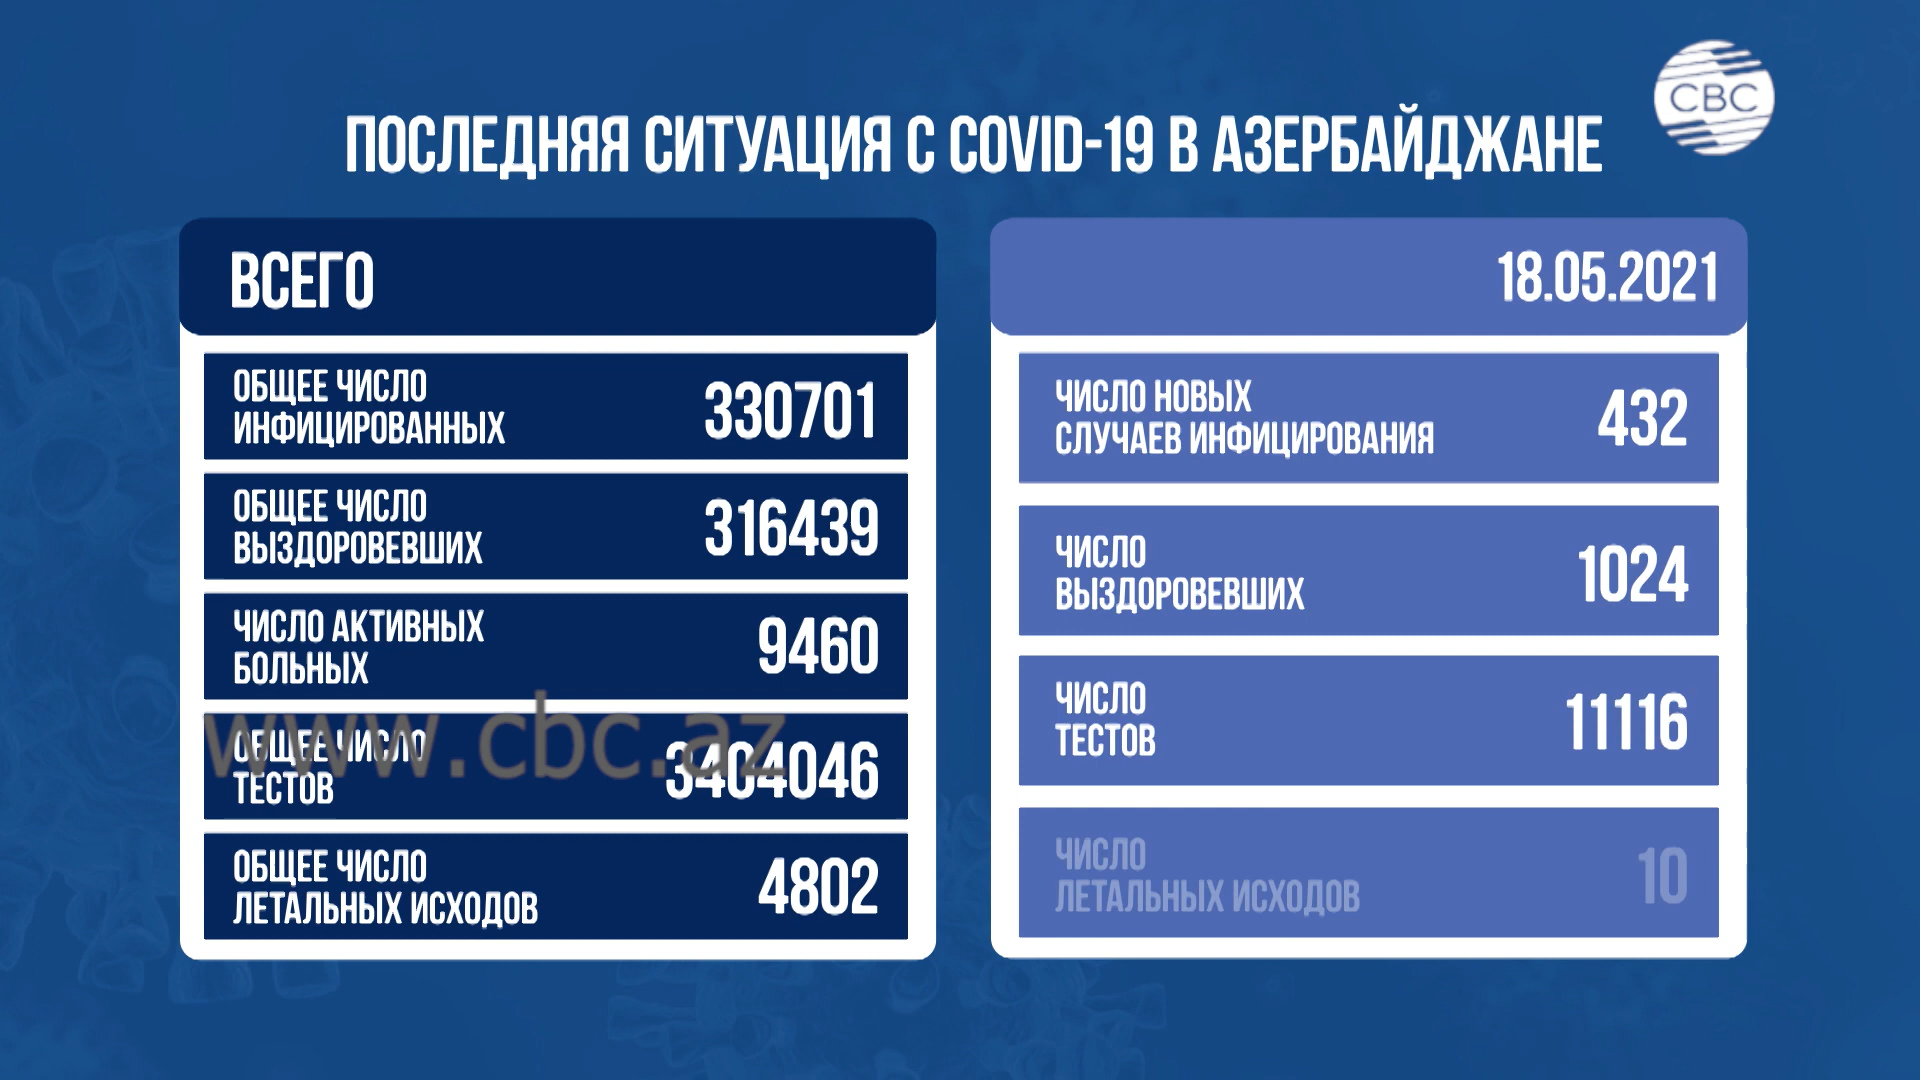 CBC
ПОСЛЕДНЯЯ СИТУАЦИЯ С COVID-19 В АЗЕРБАЙДЖАНЕ
ВСЕГО
ОБЩЕЕ ЧИСЛО
ИНФИЦИРОВАННЫХ
330701
ОБЩЕЕ ЧИСЛО
ВЫЗДОРОВЕВШИХ
316439
ЧИСЛО АКТИВНЫХ
БОЛЬНЫХ
9460
www.cbc.az
ОБЩЕЕ ЧИСЛО
ТЕСТОВ
3404046
ОБЩЕЕ ЧИСЛО
ЛЕТАЛЬНЫХ ИСХОДОВ
4802
18.05.2021
ЧИСЛО НОВЫХ
СЛУЧАЕВ ИНФИЦИРОВАНИЯ
432
ЧИСЛО
ВЫЗДОРОВЕВШИХ
1024
ЧИСЛО
ТЕСТОВ
11116
ЧИСЛО
ЛЕТАЛЬНЫХ ИСХОДОВ
10